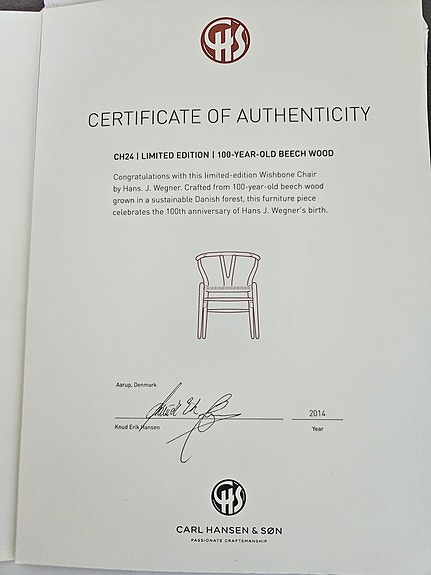 CHS
CERTIFICATE OF AUTHENTICITY
CH24 | LIMITED EDITION | 100-YEAR-OLD BEECH WOOD
Congratulations with this limited-edition Wishbone Chair
by Hans. J. Wegner. Crafted from 100-year-old beech wood
grown in a sustainable Danish forest, this furniture piece
celebrates the 100th anniversary of Hans J. Wegner's birth.
Aarup, Denmark
2014
Knud Erik Hansen
Year
CHS
CARL HANSEN & SØN
PASSIONATE CRAFTSMANSHIP